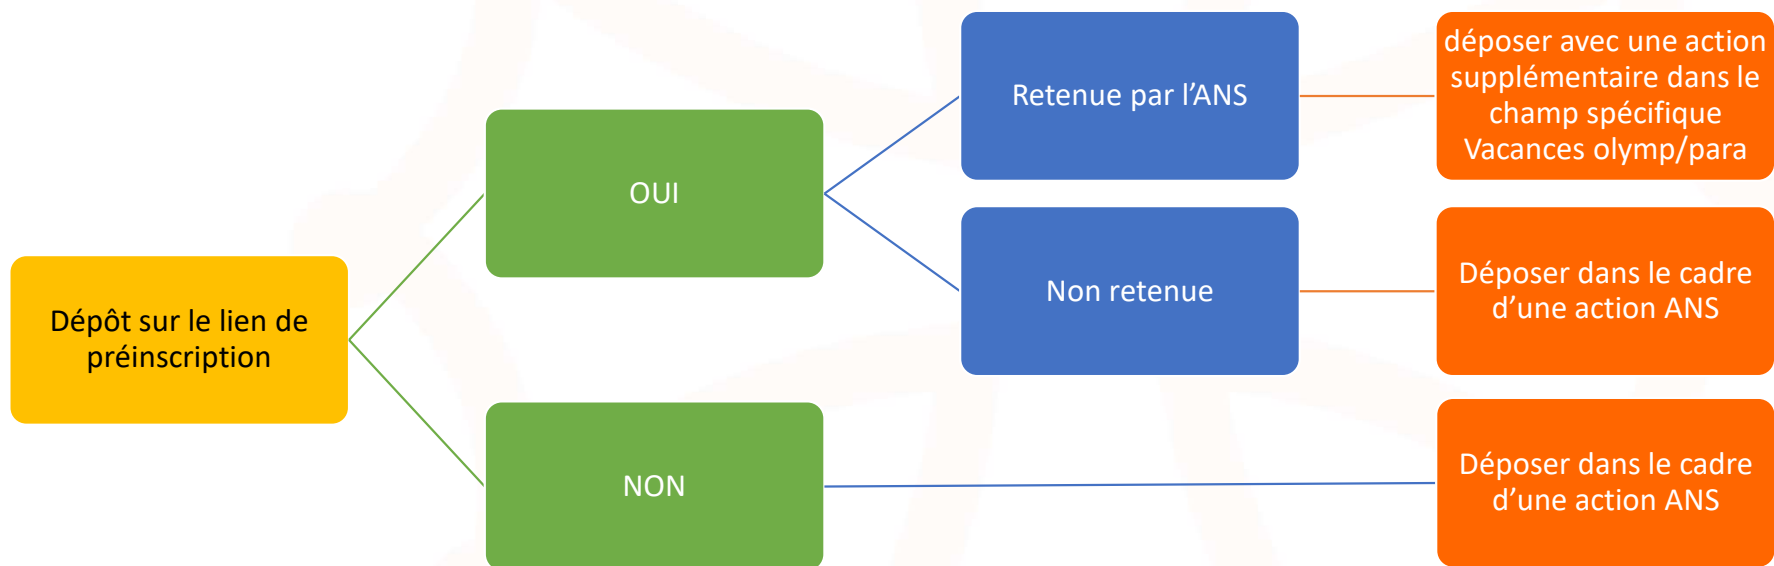 Dépôt sur le lien de
préinscription
OUI
Retenue par l’ANS
déposer avec une action
supplémentaire dans le
champ spécifique
Vacances olymp/para
Non retenue
Déposer dans le cadre
d’une action ANS
NON
Déposer dans le cadre
d’une action ANS